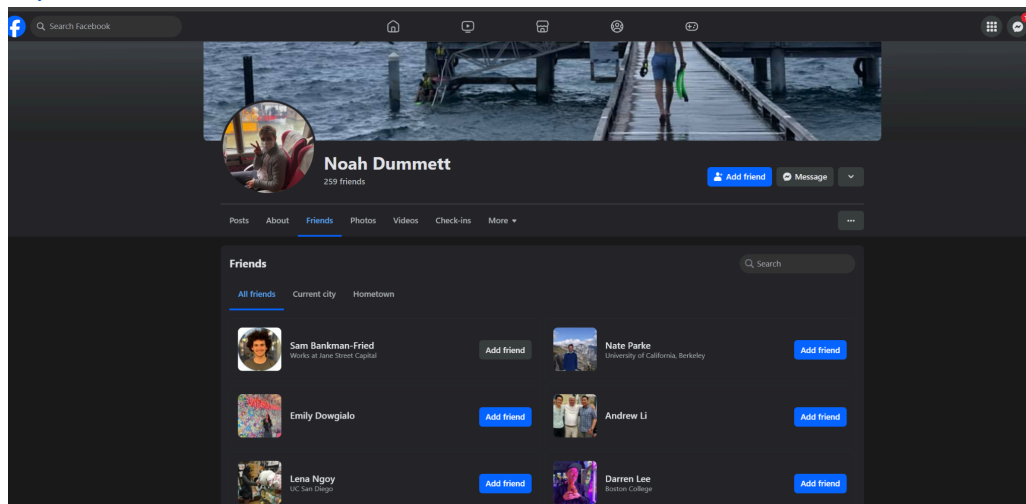 Search Facebook
Noah Dummett
259 friends
Add friend
Message
Posts About Friends Photos Videos Check-ins More
Friends
Search
All friends Current city Hometown
Sam Bankman-Fried
Works at Jane Street Capital
Add friend
Nate Parke
University of California, Berkeley
Add friend
Emily Dowgialo
Add friend
Andrew Li
Add friend
Lena Ngoy
UC San Diego
Add friend
Darren Lee
Boston College
Add friend